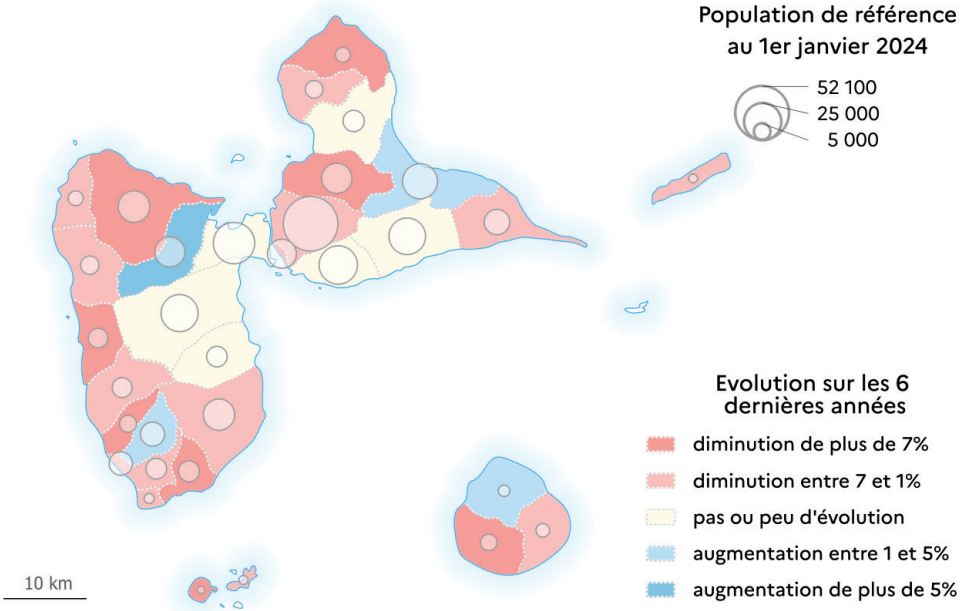 Population de référence
au 1er janvier 2024
52 100
25 000
5 000
Evolution sur les 6
dernières années
diminution de plus de 7%
diminution entre 7 et 1%
pas ou peu d'évolution
augmentation entre 1 et 5%
augmentation de plus de 5%
10 km